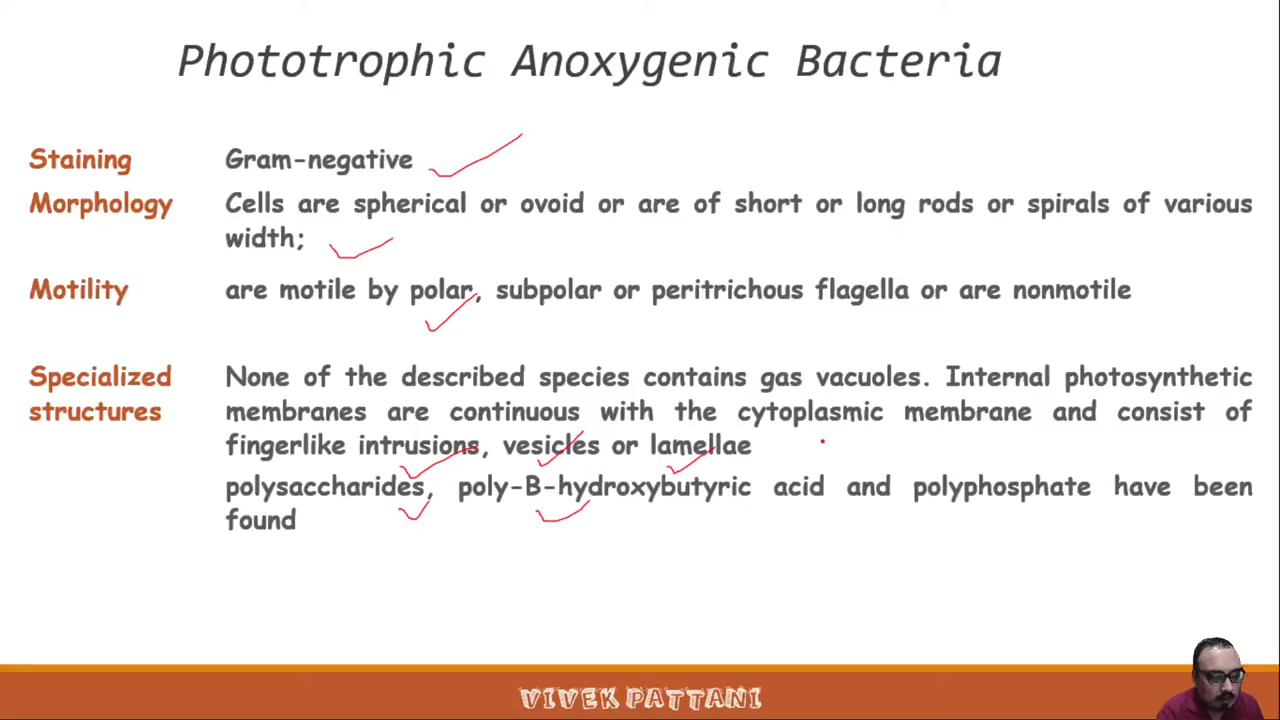 Phototrophic Anoxygenic Bacteria
Staining Gram-negative
Morphology Cells are spherical or ovoid or are of short or long rods or spirals of various
width;
Motility are motile by polar, subpolar or peritrichous flagella or are nonmotile
Specialized None of the described species contains gas vacuoles. Internal photosynthetic
structures membranes are continuous with the cytoplasmic membrane and consist of
fingerlike intrusions, vesicles or lamellae
polysaccharides, poly-B-hydroxybutyric acid and polyphosphate have been
found
VIVEK PATTANI